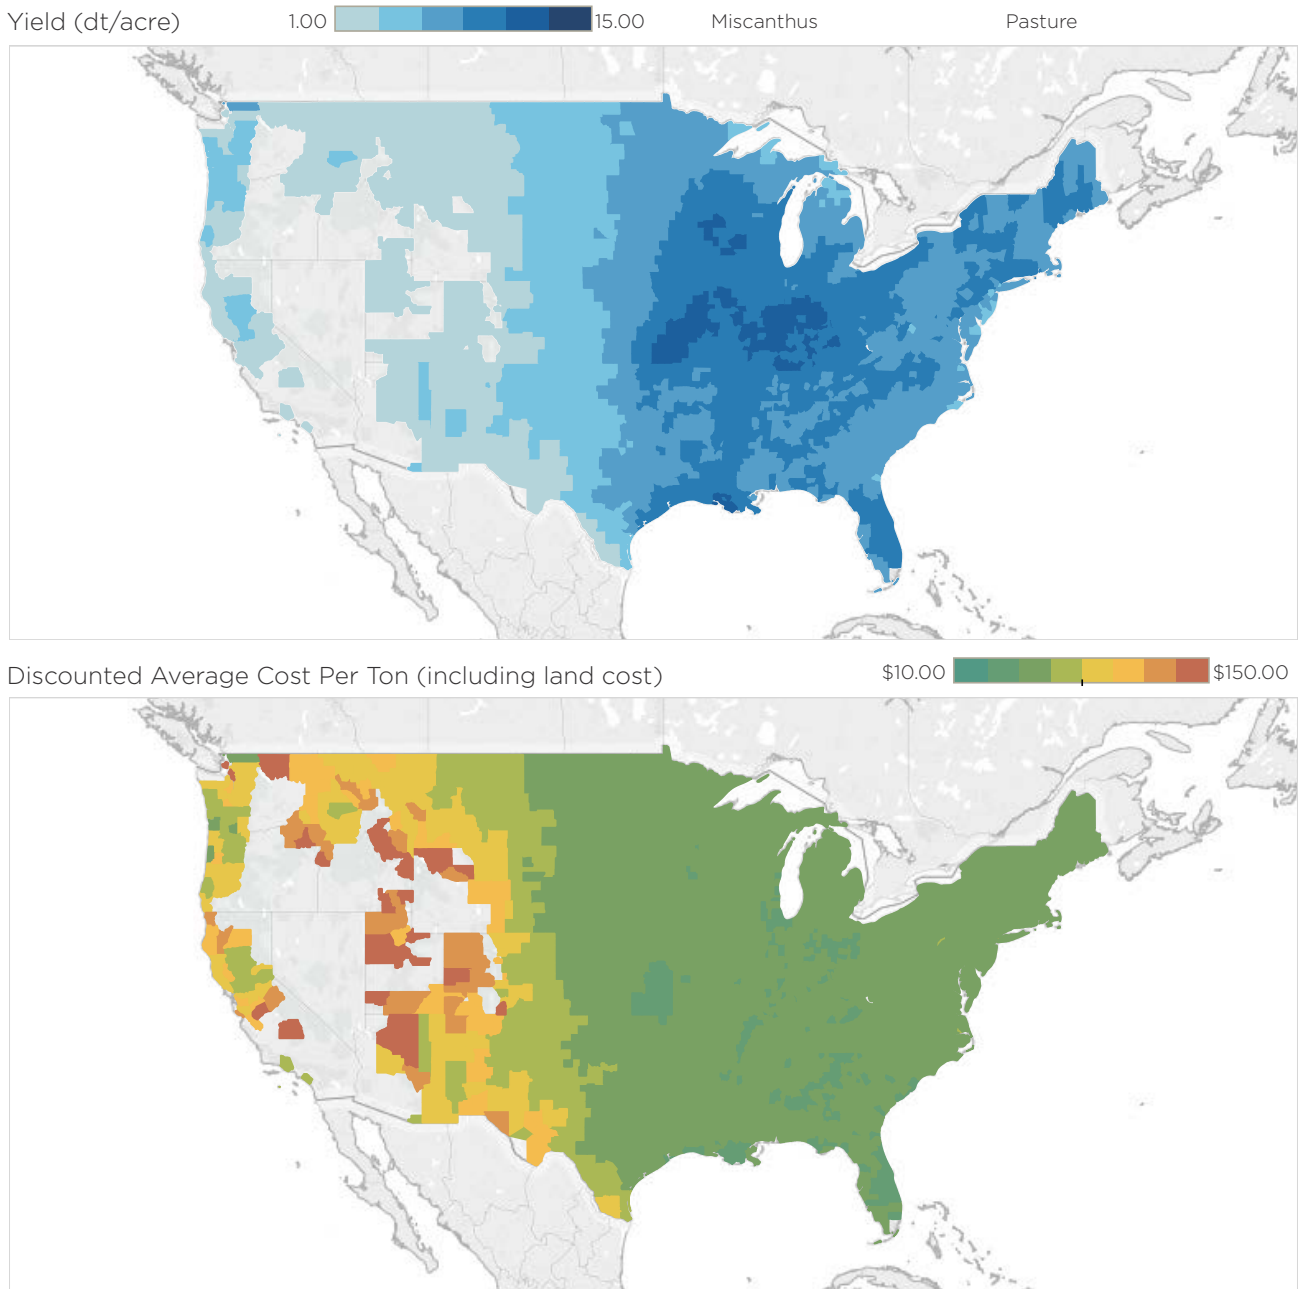 Yield (dt/acre) 1.00 15.00 Miscanthus Pasture
Discounted Average Cost Per Ton (including land cost) $10.00 $150.00